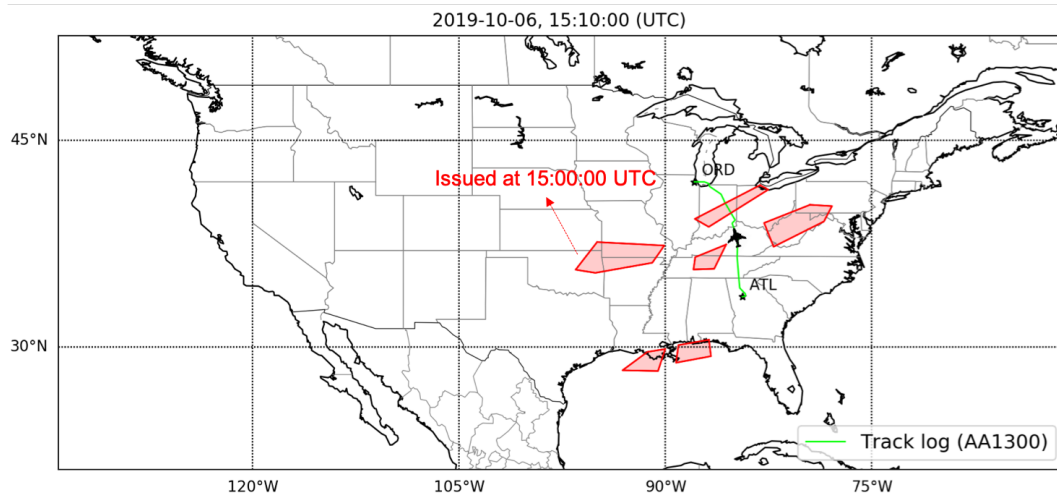 2019-10-06, 15:10:00 (UTC)
45°N
ORD
Issued at 15:00:00 UTC
ATL
30°N
Track log (AA1300)
120°W
105°W
90°W
75°W